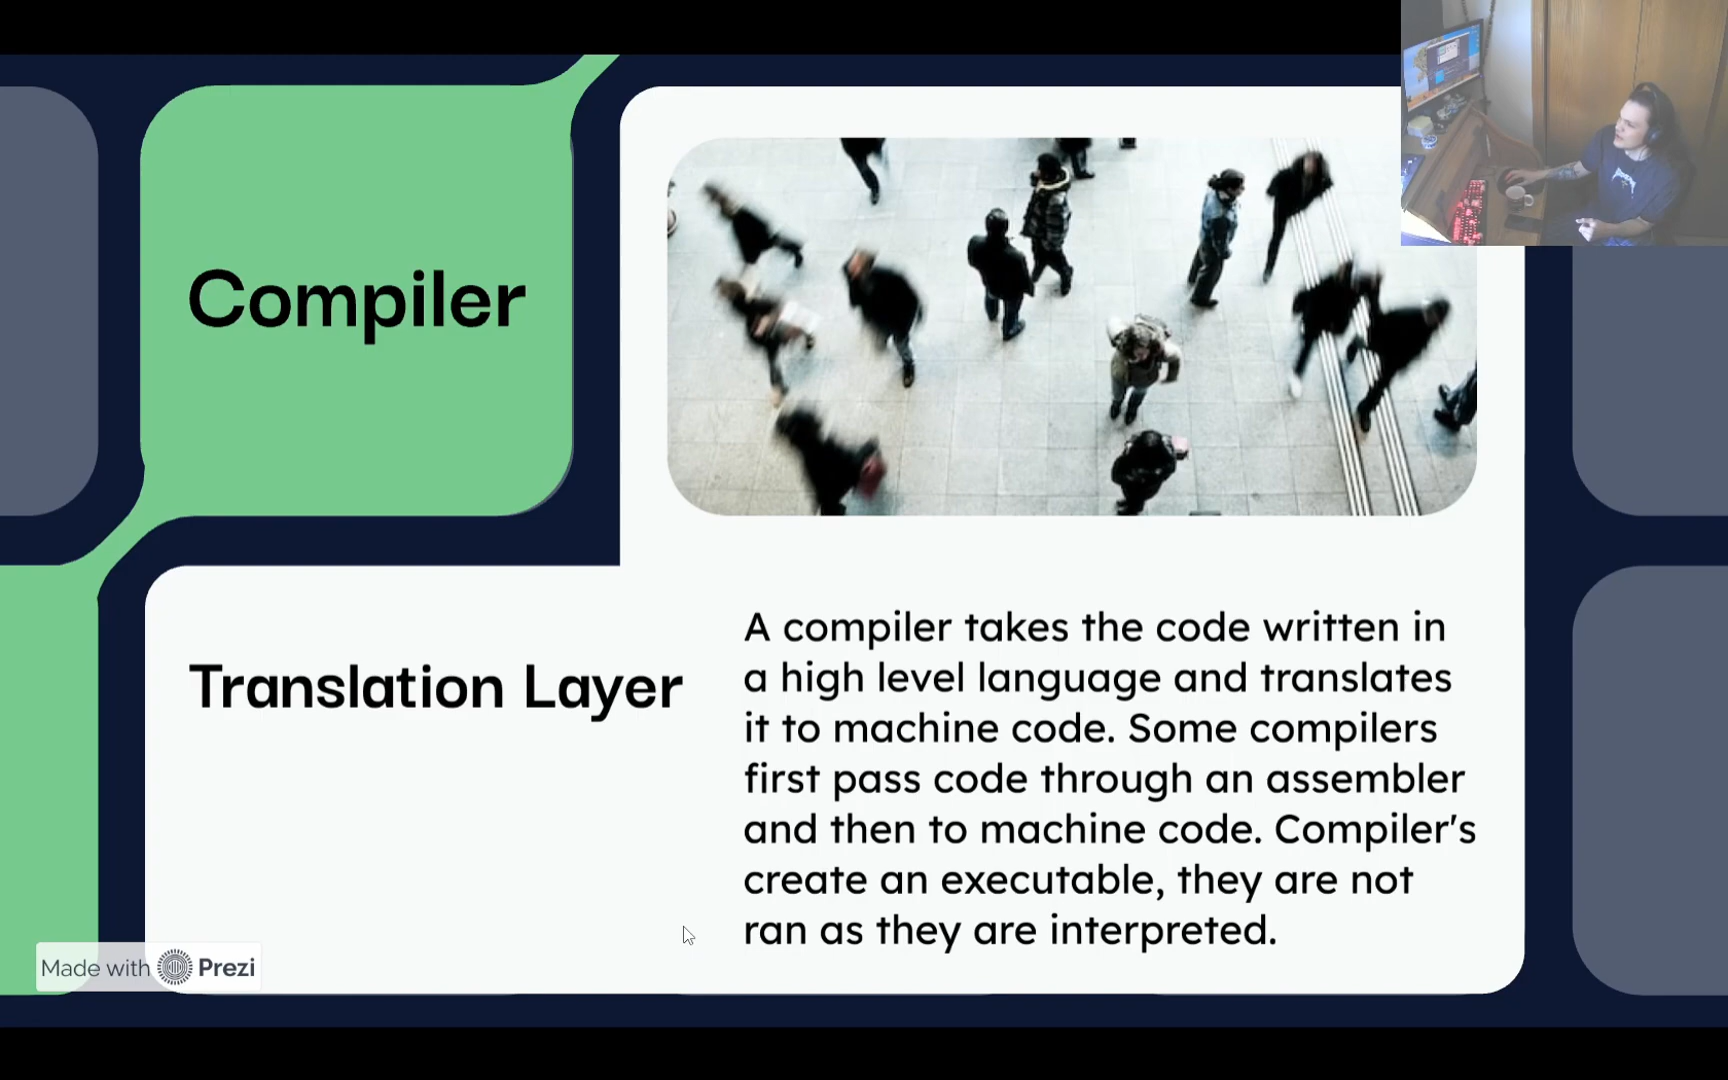 Compiler
Translation Layer
A compiler takes the code written in
a high level language and translates
it to machine code. Some compilers
first pass code through an assembler
and then to machine code. Compiler's
create an executable, they are not
ran as they are interpreted.
Made with Prezi